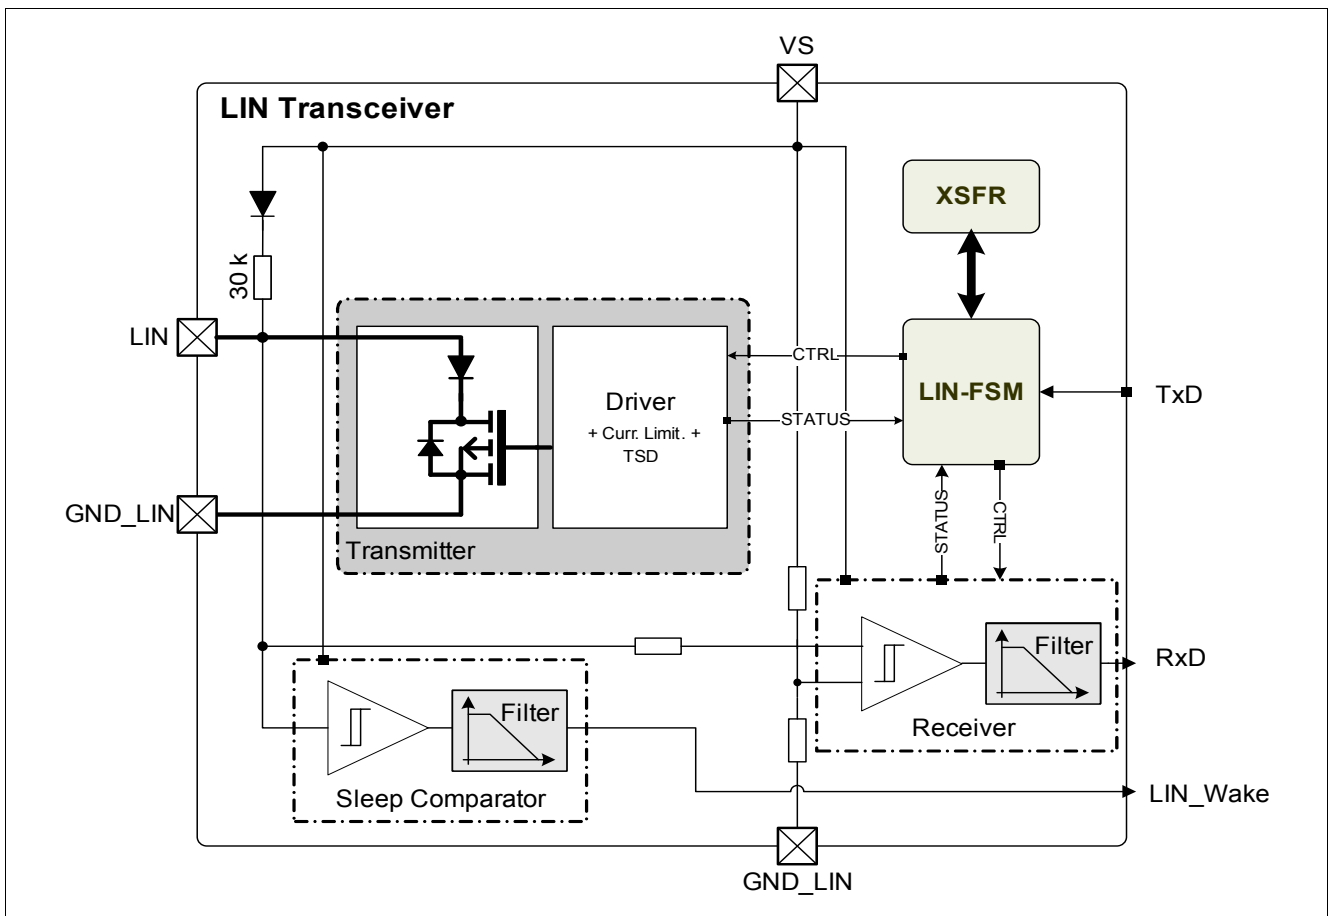 VS
LIN Transceiver
XSFR
30 k
LIN
CTRL
LIN-FSM
TxD
Driver
+ Curr. Limit. +
TSD
STATUS
GND_LIN
STATUS
CTRL
Transmitter
Filter
RxD
Receiver
Filter
Sleep Comparator
LIN_Wake
GND_LIN